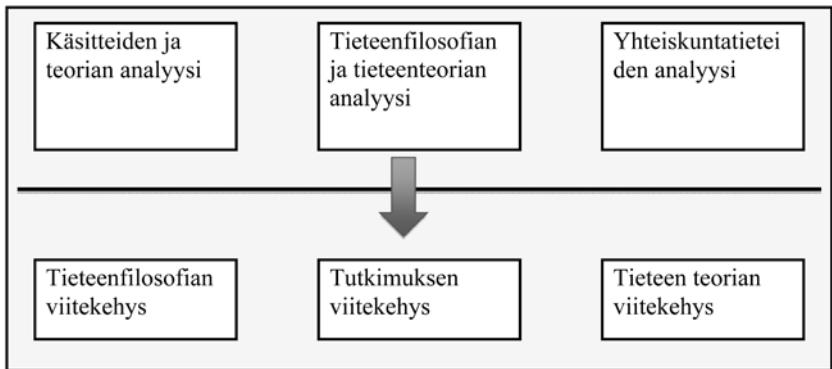 Käsitteiden ja
teorian analyysi
Tieteenfilosofian
ja tieteenteorian
analyysi
Yhteiskuntatietei
den analyysi
Tieteenfilosofian
viitekehys
Tutkimuksen
viitekehys
Tieteen teorian
viitekehys